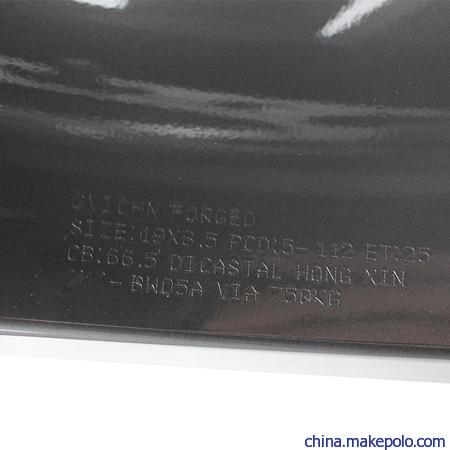 GVICHN FORGED
SIZE:19X8.5 PCD:5-112 ET:25
CB:66.5 DICASTAL HONG XIN
BW05A VIA 750KG
china.makepolo.com